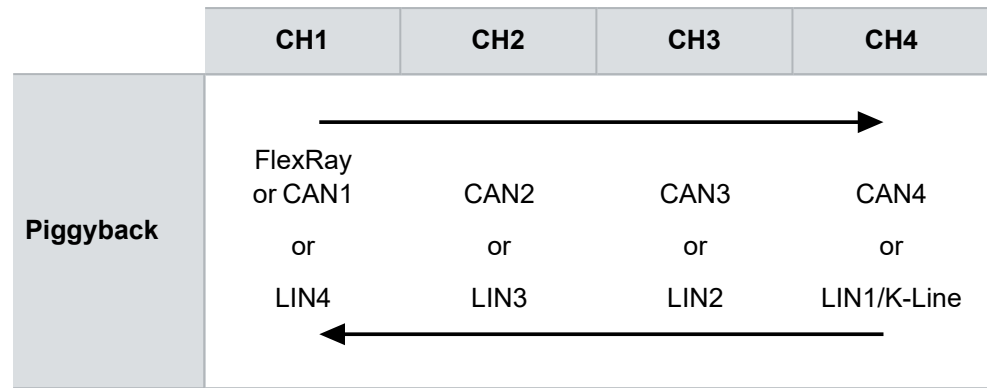 CH1 CH2 CH3 CH4
Piggyback
FlexRay
or CAN1 CAN2 CAN3 CAN4
or or or or
LIN4 LIN3 LIN2 LIN1/K-Line